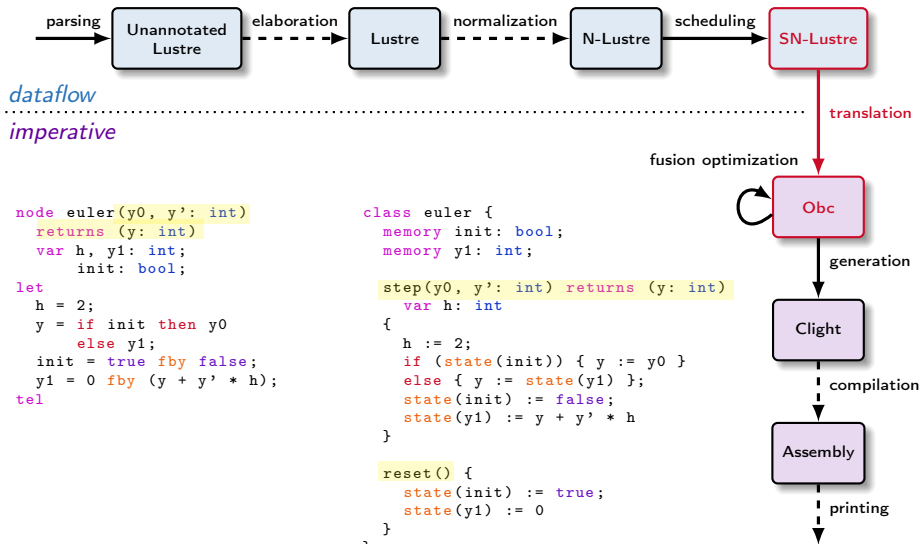 parsing
Unannotated
Lustre
elaboration
Lustre
normalization
N-Lustre
scheduling
SN-Lustre
dataflow
imperative
translation
fusion optimization
Obc
generation
Clight
compilation
Assembly
printing
node euler(y0, y': int)
  returns (y: int)
  var h, y1: int;
      init: bool;
let
  h = 2;
  y = if init then y0
      else y1;
  init = true fby false;
  y1 = 0 fby (y + y' * h);
tel
class euler {
  memory init: bool;
  memory y1: int;
  step(y0, y': int) returns (y: int)
    var h: int
  {
    h := 2;
    if (state(init)) { y := y0 }
    else { y := state(y1) };
    state(init) := false;
    state(y1) := y + y' * h
  }
  reset() {
    state(init) := true;
    state(y1) := 0
  }
}